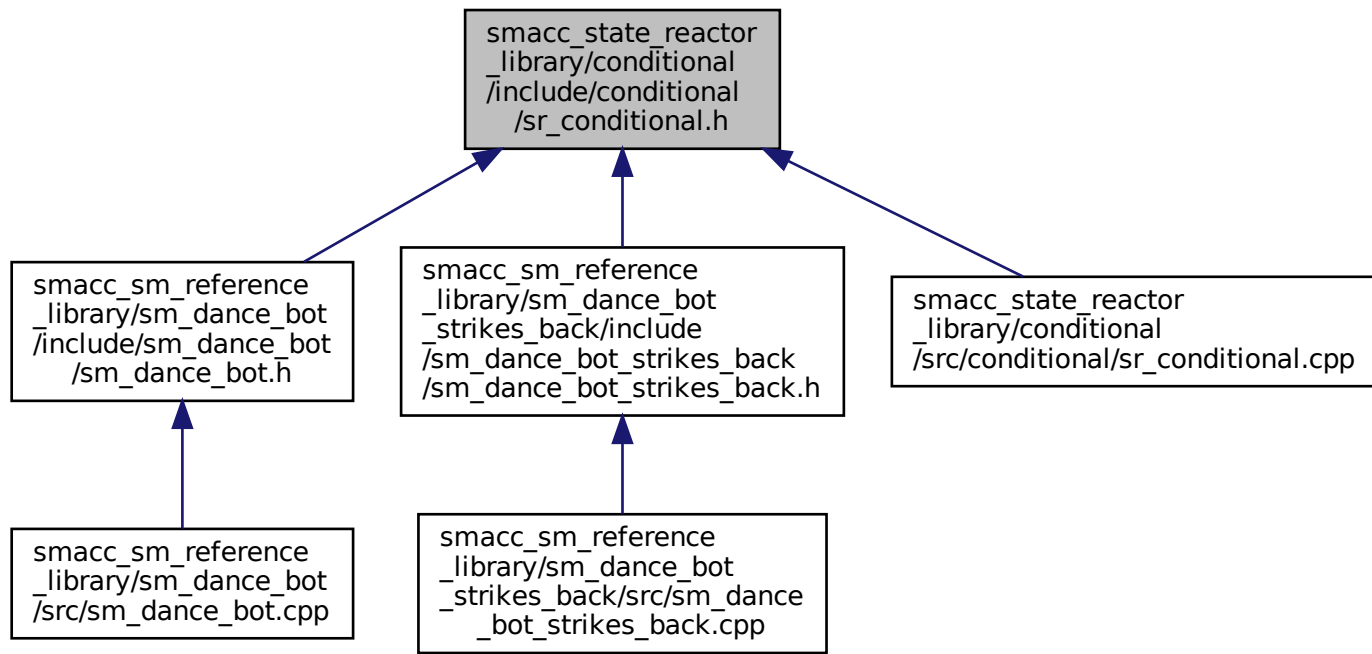 smacc_state_reactor
_library/conditional
/include/conditional
/sr_conditional.h
smacc_sm_reference
_library/sm_dance_bot
/include/sm_dance_bot
/sm_dance_bot.h
smacc_sm_reference
_library/sm_dance_bot
_strikes_back/include
/sm_dance_bot_strikes_back
/sm_dance_bot_strikes_back.h
smacc_state_reactor
_library/conditional
/src/conditional/sr_conditional.cpp
smacc_sm_reference
_library/sm_dance_bot
/src/sm_dance_bot.cpp
smacc_sm_reference
_library/sm_dance_bot
_strikes_back/src/sm_dance
_bot_strikes_back.cpp